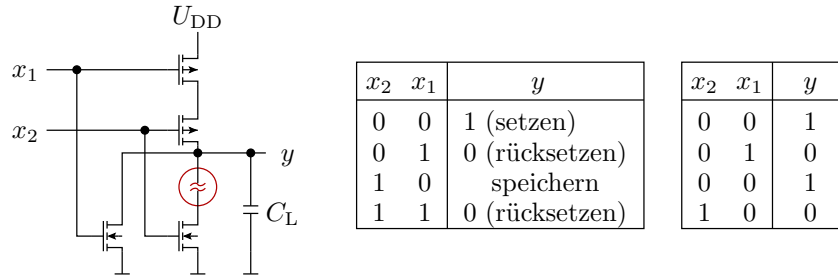 U_DD
x_1
x_2
y
C_L
x_2 x_1 y
0 0 1 (setzen)
0 1 0 (rücksetzen)
1 0 speichern
1 1 0 (rücksetzen)
x_2 x_1 y
0 0 1
0 1 0
0 0 1
1 0 0